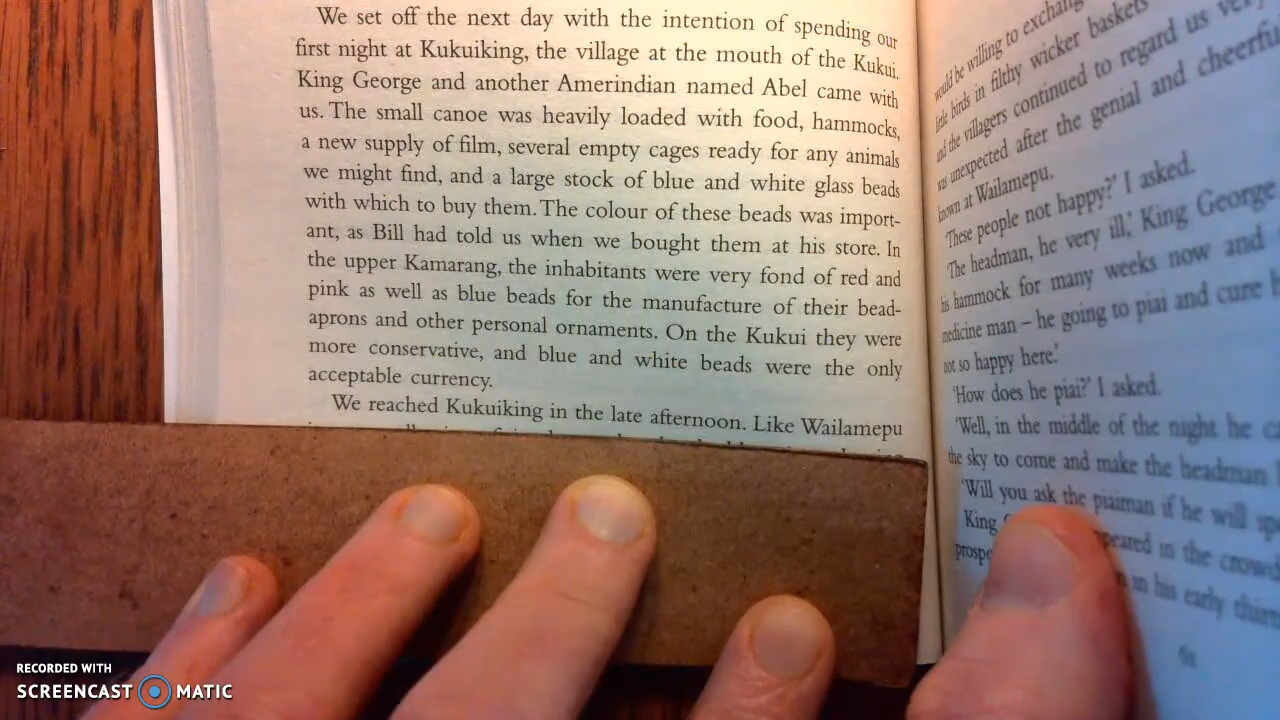 We set off the next day with the intention of spending our
first night at Kukuiking, the village at the mouth of the Kukui.
King George and another Amerindian named Abel came with
us. The small canoe was heavily loaded with food, hammocks,
a new supply of film, several empty cages ready for any animals
we might find, and a large stock of blue and white glass beads
with which to buy them. The colour of these beads was import-
ant, as Bill had told us when we bought them at his store. In
the upper Kamarang, the inhabitants were very fond of red and
pink as well as blue beads for the manufacture of their bead-
aprons and other personal ornaments. On the Kukui they were
more conservative, and blue and white beads were the only
acceptable currency.
We reached Kukuiking in the late afternoon. Like Wailamepu
would be willing to
little birds in filthy wicker baskets
and the villagers continued to regard us
was unexpected after the genial and
known at Wailamepu.
'These people not happy?' I asked.
'The headman, he very ill,' King George
his hammock for many weeks now and
medicine man – he going to piai and cure
not so happy here.'
'How does he piai?' I asked.
'Well, in the middle of the night he
the sky to come and make the headman
'Will you ask the piaiman if he will
King
in the crowd
in his early
RECORDED WITH
SCREENCAST MATIC